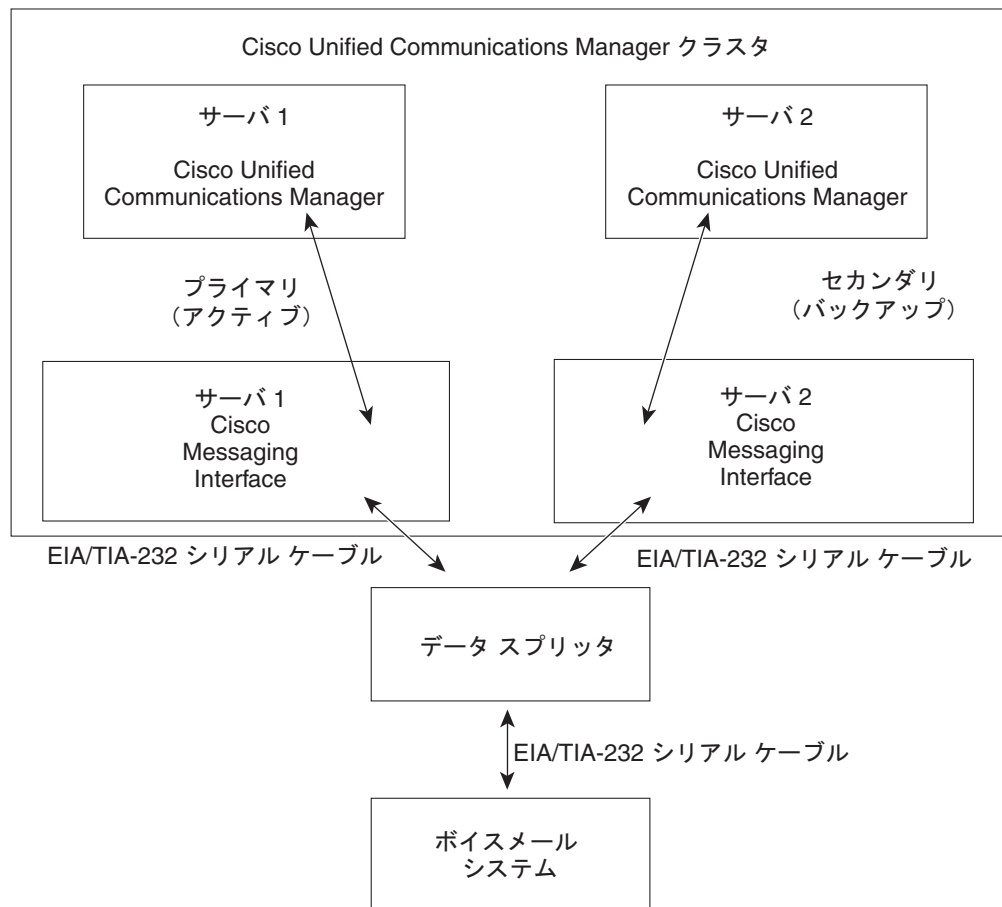 Cisco Unified Communications Manager クラスタ
サーバ 1
Cisco Unified
Communications Manager
サーバ 2
Cisco Unified
Communications Manager
プライマリ
（アクティブ）
セカンダリ
（バックアップ）
サーバ 1
Cisco
Messaging
Interface
サーバ 2
Cisco
Messaging
Interface
EIA/TIA-232 シリアル ケーブル
EIA/TIA-232 シリアル ケーブル
データ スプリッタ
EIA/TIA-232 シリアル ケーブル
ボイスメール
システム